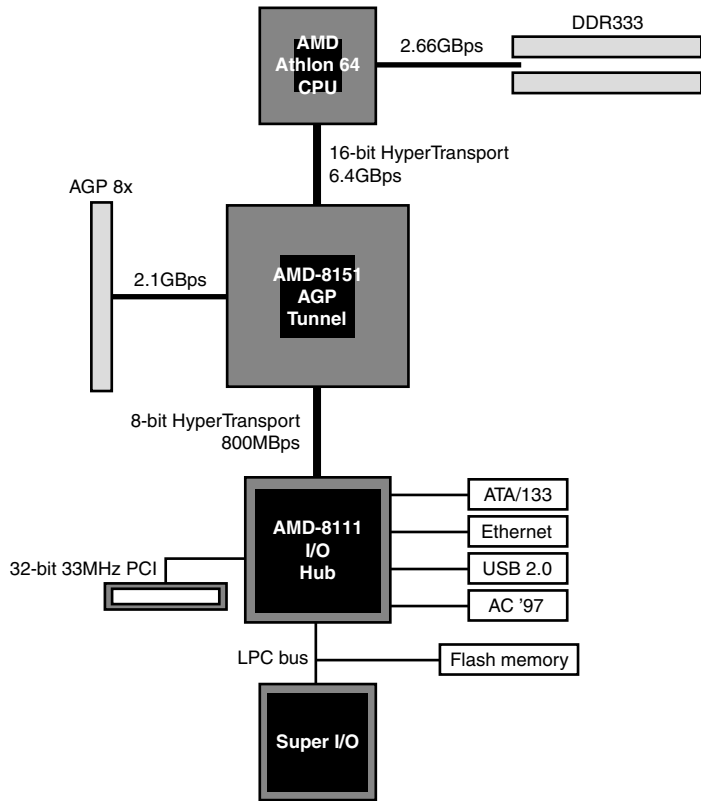 DDR333
AMD
Athlon 64
CPU
2.66GBps
16-bit HyperTransport
6.4GBps
AGP 8x
2.1GBps
AMD-8151
AGP
Tunnel
8-bit HyperTransport
800MBps
AMD-8111
I/O
Hub
ATA/133
Ethernet
USB 2.0
AC '97
32-bit 33MHz PCI
LPC bus
Flash memory
Super I/O